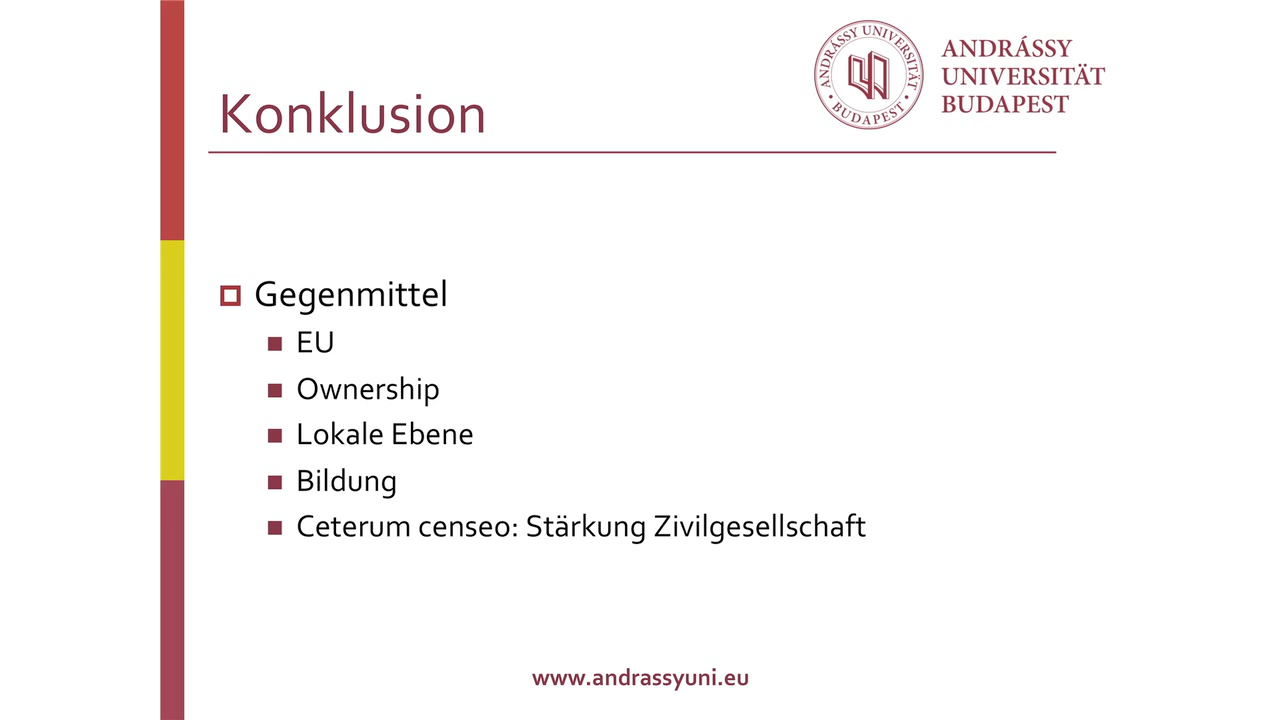 ANDRÁSSY UNIVERSITÄT
• BUDAPEST •
ANDRÁSSY
UNIVERSITÄT
BUDAPEST
Konklusion
Gegenmittel
EU
Ownership
Lokale Ebene
Bildung
Ceterum censeo: Stärkung Zivilgesellschaft
www.andrassyuni.eu